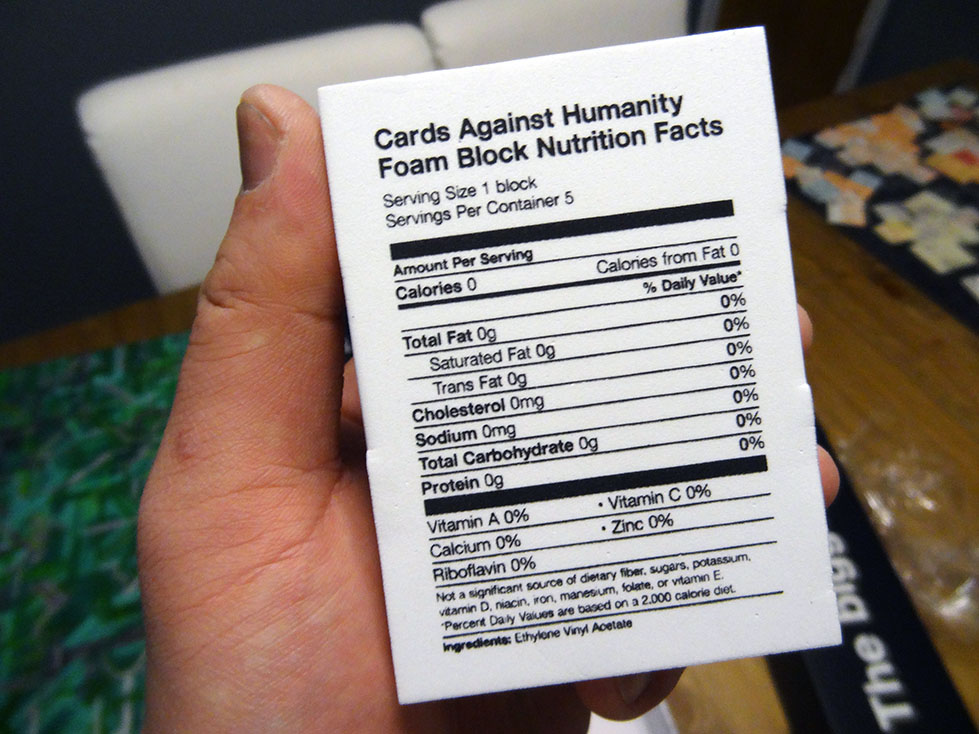 Cards Against Humanity
Foam Block Nutrition Facts
Serving Size 1 block
Servings Per Container 5
Amount Per Serving
Calories 0 Calories from Fat 0
% Daily Value*
Total Fat 0g 0%
Saturated Fat 0g 0%
Trans Fat 0g 0%
Cholesterol 0mg 0%
Sodium 0mg 0%
Total Carbohydrate 0g 0%
Protein 0g 0%
Vitamin A 0% • Vitamin C 0%
Calcium 0% • Zinc 0%
Riboflavin 0%
Not a significant source of dietary fiber, sugars, potassium,
vitamin D, niacin, iron, manesium, folate, or vitamin E.
*Percent Daily Values are based on a 2,000 calorie diet.
Ingredients: Ethylene Vinyl Acetate
The